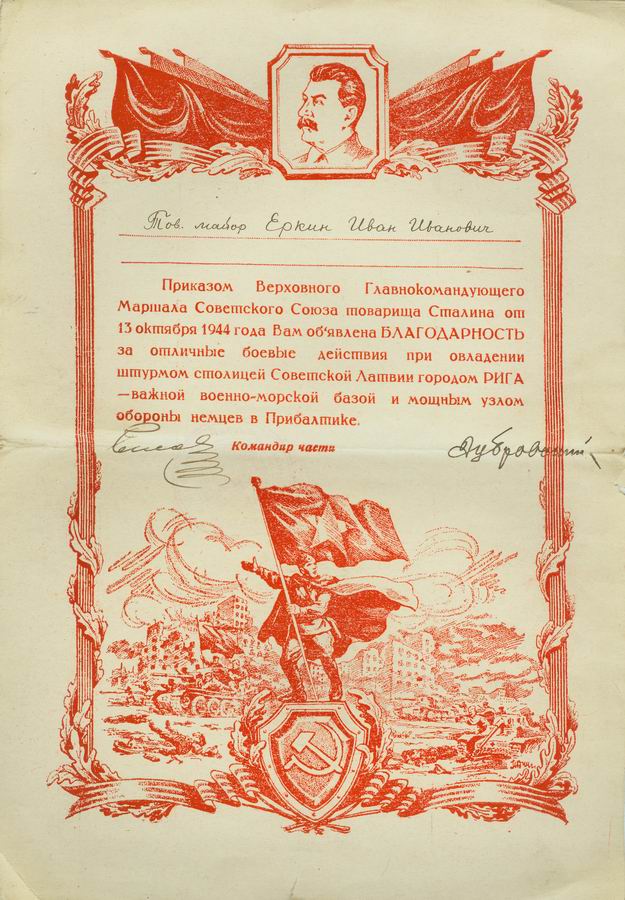 Тов. майор Еркин Иван Иванович
Приказом Верховного Главнокомандующего
Маршала Советского Союза товарища Сталина от
13 октября 1944 года Вам об‘явлена БЛАГОДАРНОСТЬ
за отличные боевые действия при овладении
штурмом столицей Советской Латвии городом РИГА
—важной военно-морской базой и мощным узлом
обороны немцев в Прибалтике.
Командир части